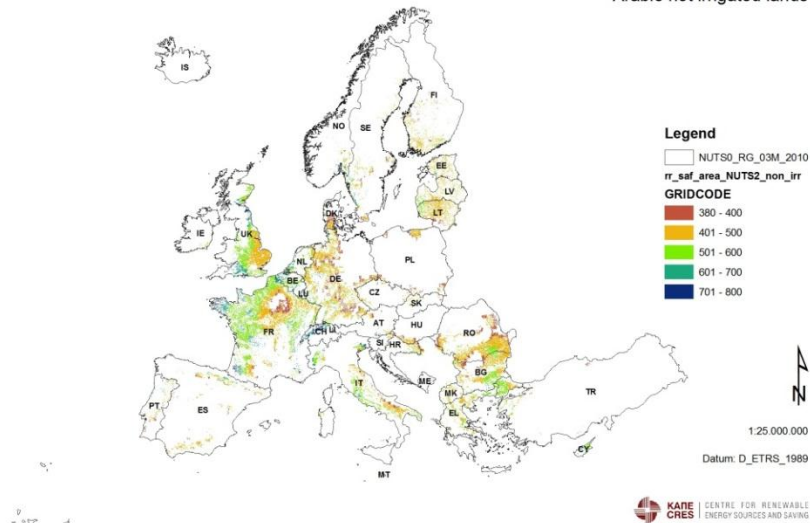 Arable not irrigated lands
IS
FI
NO
SE
EE
LV
LT
DK
IE
UK
NL
BE
LU
DE
PL
CZ
SK
FR
CH
AT
HU
SI
HR
RO
IT
ME
BG
MK
EL
TR
PT
ES
CY
MT
Legend
NUTS0_RG_03M_2010
rr_saf_area_NUTS2_non_irr
GRIDCODE
380 - 400
401 - 500
501 - 600
601 - 700
701 - 800
N
1:25.000.000
Datum: D_ETRS_1989
ΚΑΠΕ
CRES
CENTRE FOR RENEWABLE
ENERGY SOURCES AND SAVING